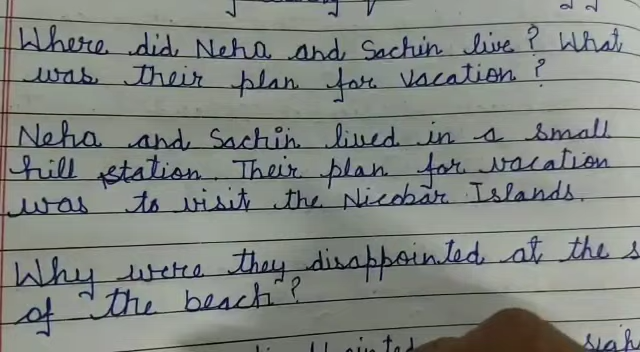 Where did Neha and Sachin live? What
was their plan for vacation?
Neha and Sachin lived in a small
hill station. Their plan for vacation
was to visit the Nicobar Islands.
Why were they disappointed at the s
of the beach?